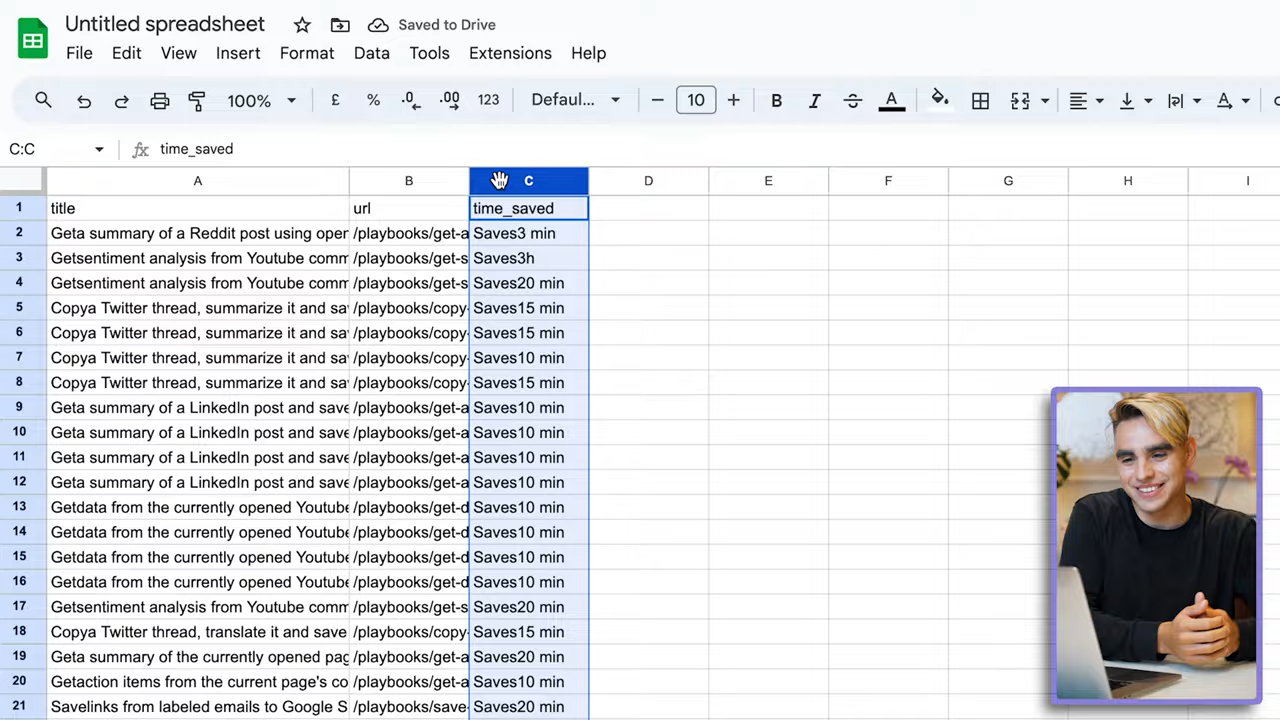 Untitled spreadsheet Saved to Drive
File Edit View Insert Format Data Tools Extensions Help
100% £ % .0 .00 123 Defaul... 10 B I A
C:C fx time_saved
A B C D E F G H I
1 title url time_saved
2 Geta summary of a Reddit post using oper /playbooks/get-a Saves3 min
3 Getsentiment analysis from Youtube comm /playbooks/get-s Saves3h
4 Getsentiment analysis from Youtube comm /playbooks/get-s Saves20 min
5 Copya Twitter thread, summarize it and sa /playbooks/copy- Saves15 min
6 Copya Twitter thread, summarize it and sa /playbooks/copy- Saves15 min
7 Copya Twitter thread, summarize it and sa /playbooks/copy- Saves10 min
8 Copya Twitter thread, summarize it and sa /playbooks/copy- Saves15 min
9 Geta summary of a LinkedIn post and save /playbooks/get-a Saves10 min
10 Geta summary of a LinkedIn post and save /playbooks/get-a Saves10 min
11 Geta summary of a LinkedIn post and save /playbooks/get-a Saves10 min
12 Geta summary of a LinkedIn post and save /playbooks/get-a Saves10 min
13 Getdata from the currently opened Youtube /playbooks/get-d Saves10 min
14 Getdata from the currently opened Youtube /playbooks/get-d Saves10 min
15 Getdata from the currently opened Youtube /playbooks/get-d Saves10 min
16 Getdata from the currently opened Youtube /playbooks/get-d Saves10 min
17 Getsentiment analysis from Youtube comm /playbooks/get-s Saves20 min
18 Copya Twitter thread, translate it and save /playbooks/copy- Saves15 min
19 Geta summary of the currently opened pag /playbooks/get-a Saves20 min
20 Getaction items from the current page's co /playbooks/get-a Saves10 min
21 Savelinks from labeled emails to Google S /playbooks/save- Saves20 min